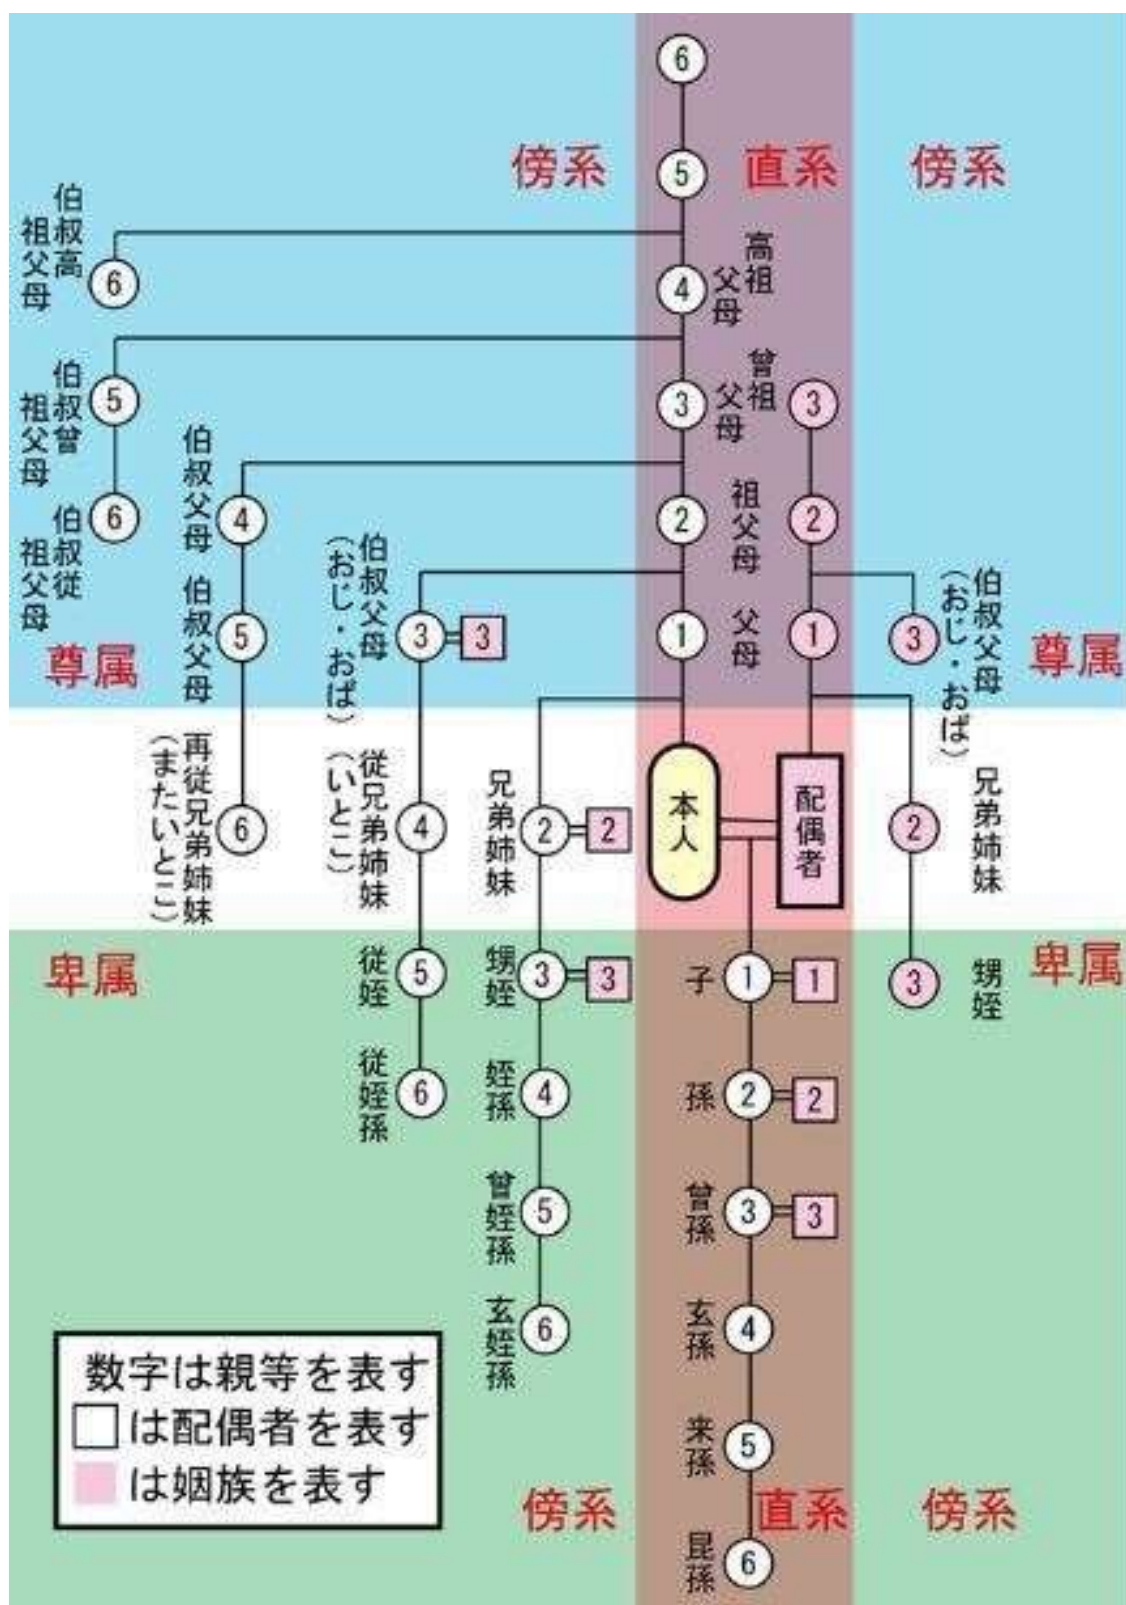 6
傍系
直系
傍系
5
伯叔高
祖父母
6
4
高祖
父母
伯叔曾
祖父母
5
3
曾祖
父母
3
伯叔父母
4
2
祖父母
2
伯叔従
祖父母
6
伯叔父母
(おじ・おば)
3
3
1
父母
1
3
伯叔父母
(おじ・おば)
伯叔父母
5
尊属
尊属
再従兄弟姉妹
(またいとこ)
6
従兄弟姉妹
(いとこ)
4
兄弟姉妹
2
2
本人
配偶者
2
兄弟姉妹
卑属
卑属
従姪
5
甥姪
3
3
子
1
1
3
甥姪
従姪孫
6
姪孫
4
孫
2
2
曾姪孫
5
曾孫
3
3
玄姪孫
6
玄孫
4
数字は親等を表す
は配偶者を表す
は姻族を表す
来孫
5
傍系
直系
傍系
昆孫
6